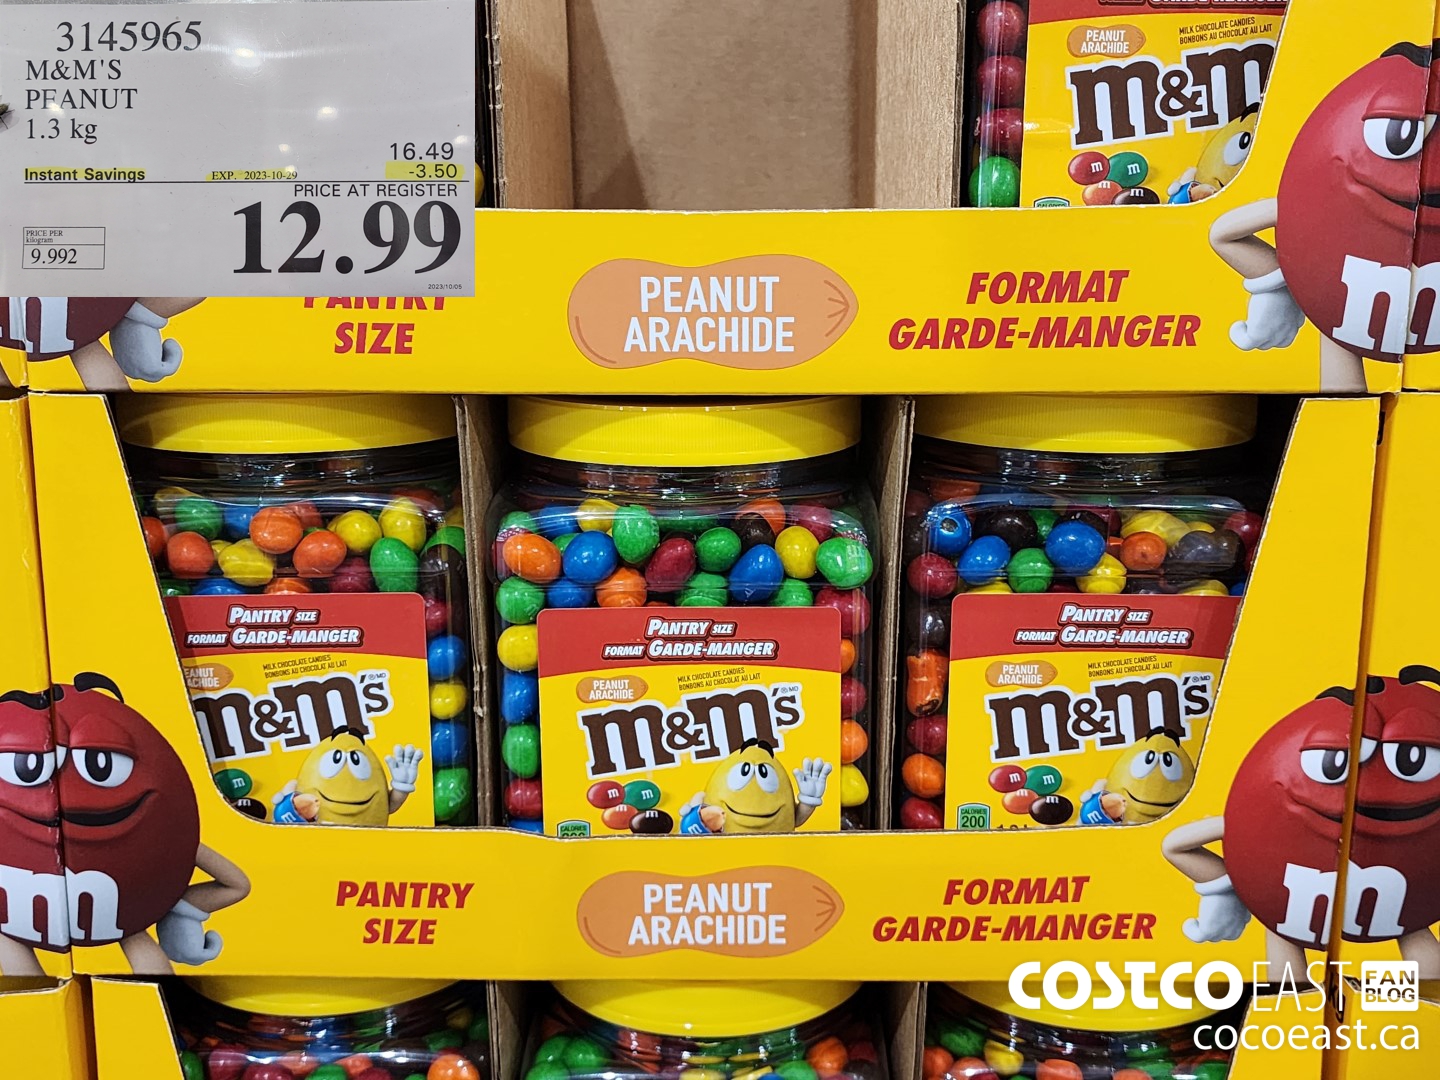 3145965
M&M'S
PEANUT
1.3 kg
16.49
Instant Savings EXP. 2023-10-29 -3.50
PRICE AT REGISTER
12.99
PRICE PER
kilogram
9.992
2023/10/05
PEANUT
ARACHIDE
MILK CHOCOLATE CANDIES
BONBONS AU CHOCOLAT AU LAIT
m&m
m
m
m
PANTRY
SIZE
PEANUT
ARACHIDE
FORMAT
GARDE-MANGER
m
PANTRY SIZE
FORMAT GARDE-MANGER
MILK CHOCOLATE CANDIES
BONBONS AU CHOCOLAT AU LAIT
m&m's
m
m
PANTRY SIZE
FORMAT GARDE-MANGER
PEANUT
ARACHIDE
MILK CHOCOLATE CANDIES
BONBONS AU CHOCOLAT AU LAIT
m&m's
®/MD
m
m
m
m
CALORIES
PANTRY SIZE
FORMAT GARDE-MANGER
PEANUT
ARACHIDE
MILK CHOCOLATE CANDIES
BONBONS AU CHOCOLAT AU LAIT
m&m's
®/MD
m
m
m
m
CALORIES
200
m
m
PANTRY
SIZE
PEANUT
ARACHIDE
FORMAT
GARDE-MANGER
m
m
COSTCO EAST FAN
BLOG
cocoeast.ca